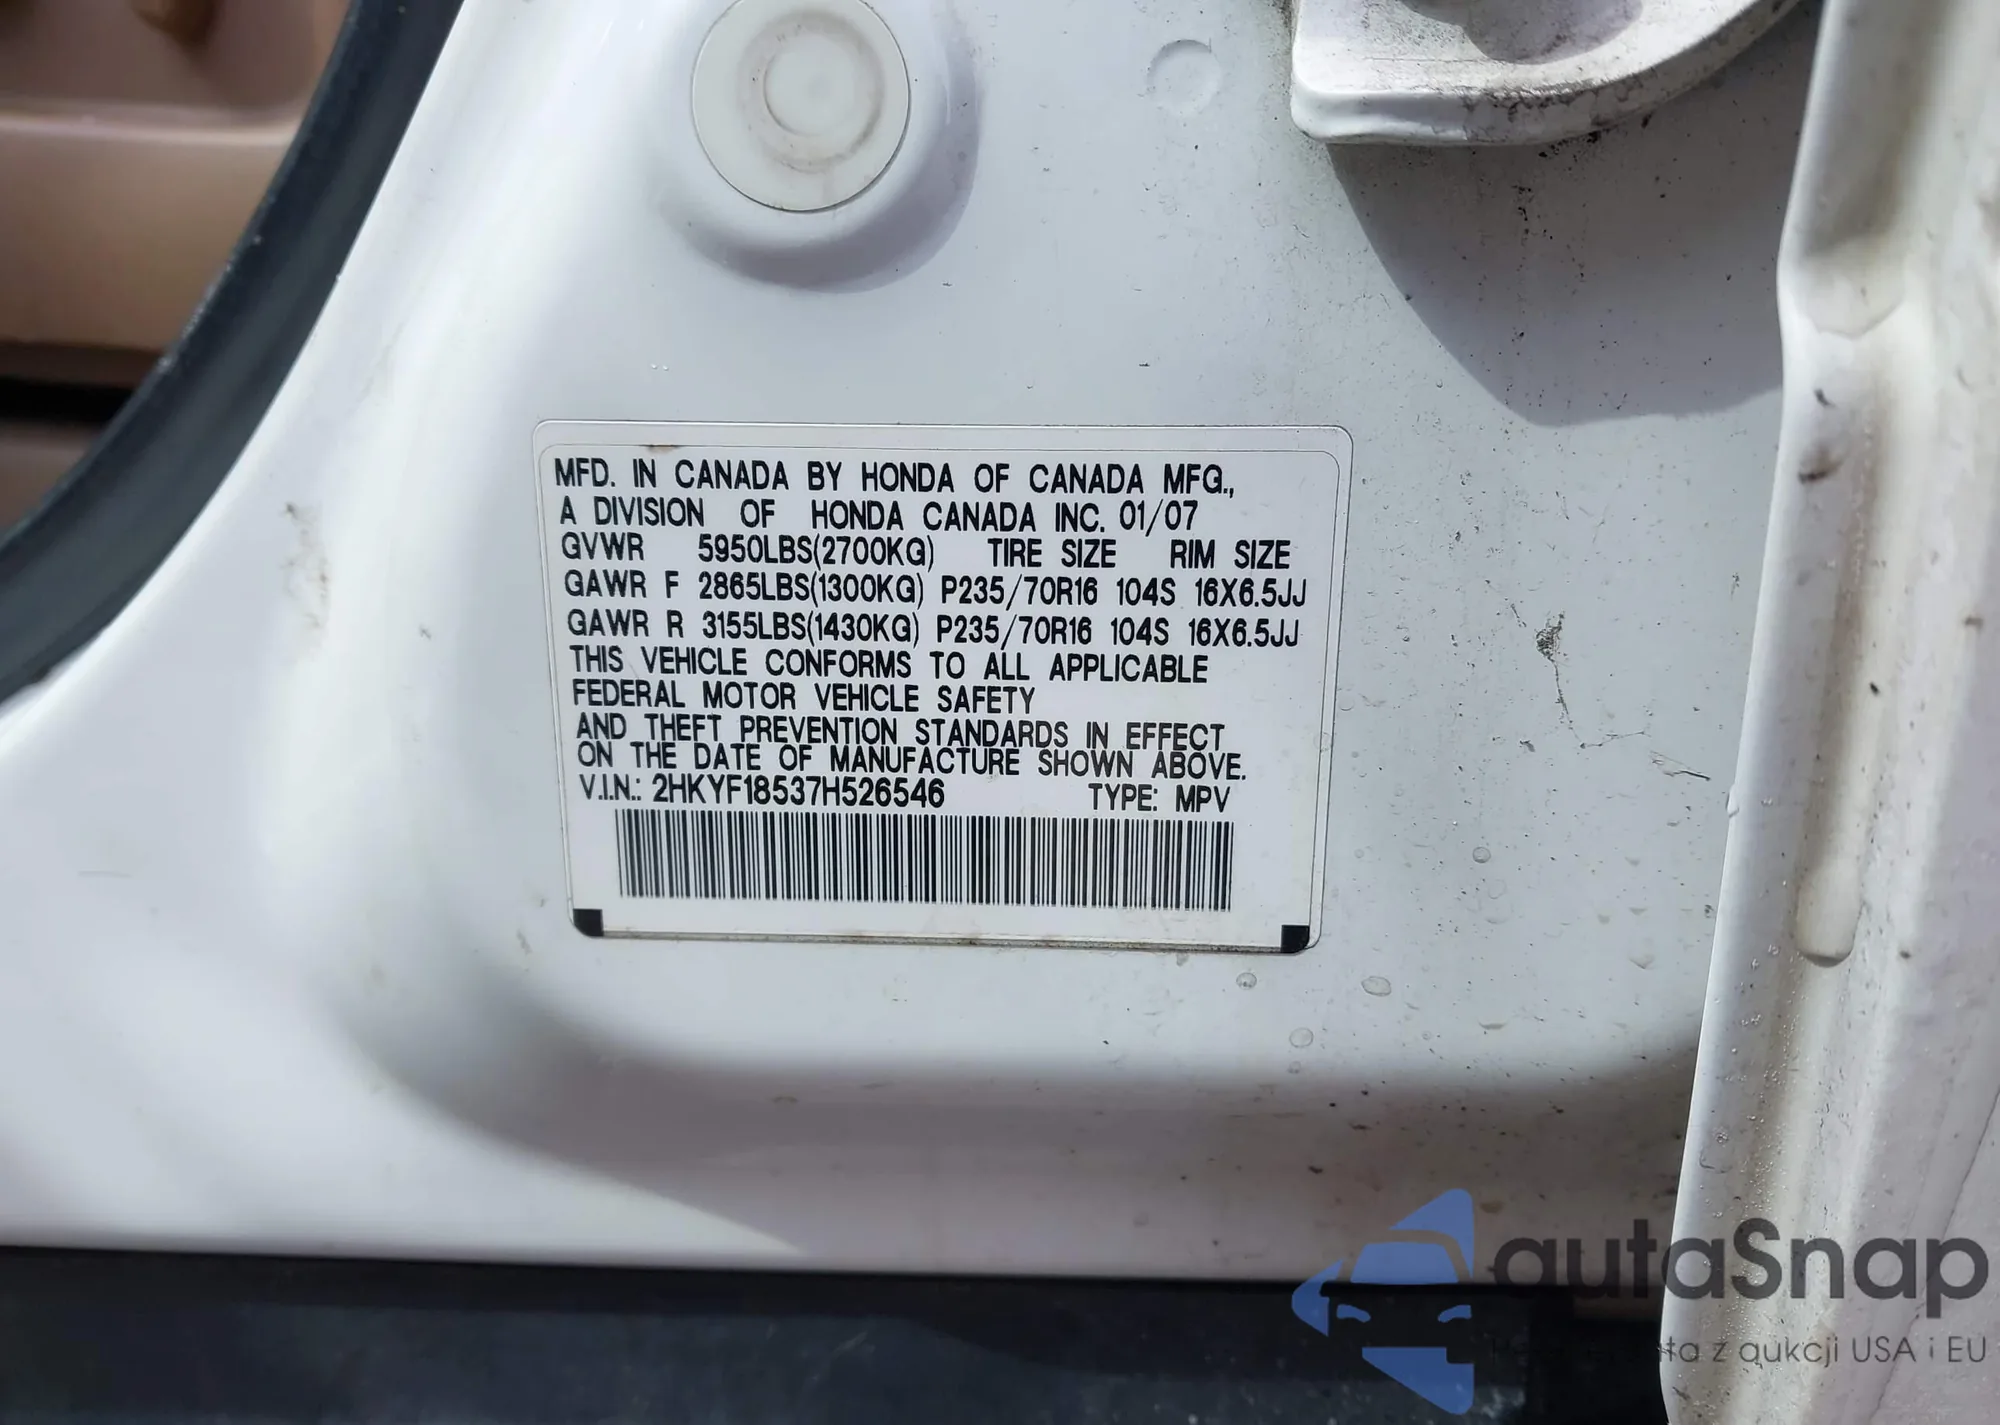 MFD. IN CANADA BY HONDA OF CANADA MFG.,
A DIVISION OF HONDA CANADA INC. 01/07
GVWR 5950LBS(2700KG) TIRE SIZE RIM SIZE
GAWR F 2865LBS(1300KG) P235/70R16 104S 16X6.5JJ
GAWR R 3155LBS(1430KG) P235/70R16 104S 16X6.5JJ
THIS VEHICLE CONFORMS TO ALL APPLICABLE
FEDERAL MOTOR VEHICLE SAFETY
AND THEFT PREVENTION STANDARDS IN EFFECT
ON THE DATE OF MANUFACTURE SHOWN ABOVE.
V.I.N.: 2HKYF18537H526546 TYPE: MPV
autaSnap
z aukcji USA i EU